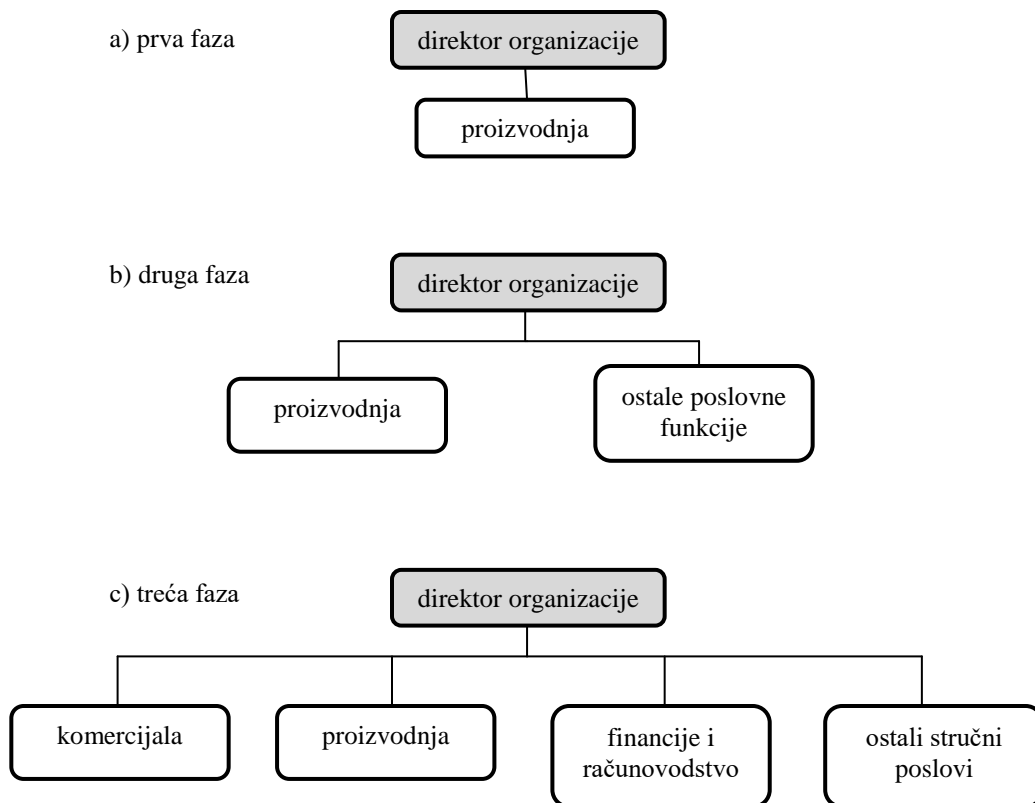 a) prva faza
direktor organizacije
proizvodnja
b) druga faza
direktor organizacije
proizvodnja
ostale poslovne
funkcije
c) treća faza
direktor organizacije
komercijala
proizvodnja
financije i
računovodstvo
ostali stručni
poslovi